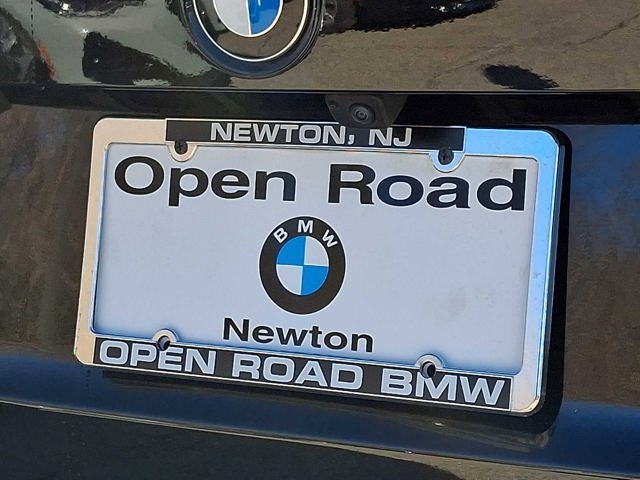 NEWTON, NJ
Open Road
BMW
Newton
OPEN ROAD BMW